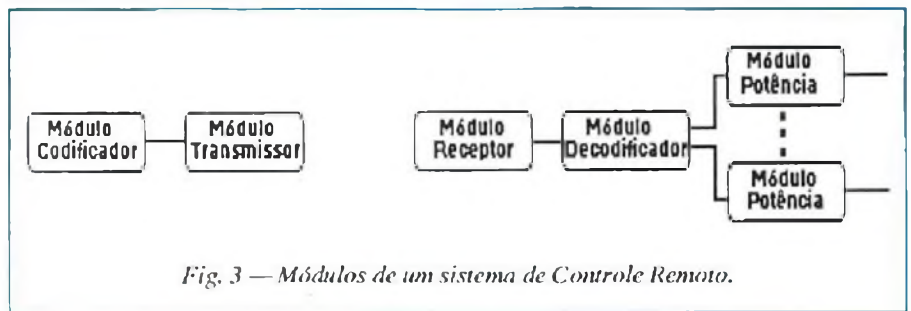 Módulo
Codificador
Módulo
Transmissor
Módulo
Receptor
Módulo
Decodificador
Módulo
Potência
Módulo
Potência
Fig. 3 — Módulos de um sistema de Controle Remoto.